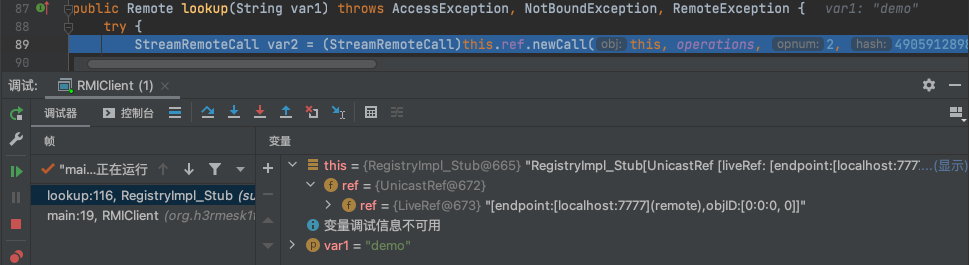 87 public Remote lookup(String var1) throws AccessException, NotBoundException, RemoteException { var1: "demo"
88 try {
89 StreamRemoteCall var2 = (StreamRemoteCall)this.ref.newCall( obj: this, operations, opnum: 2, hash: 4905912898
90
调试: RMIClient (1)
调试器 控制台
帧 变量
"mai...正在运行
this = {RegistryImpl_Stub@665} "RegistryImpl_Stub[UnicastRef [liveRef: [endpoint:[localhost:777...(显示)
lookup:116, RegistryImpl_Stub (su
ref = {UnicastRef@672}
main:19, RMIClient (org.h3rmesk1t
ref = {LiveRef@673} "[endpoint:[localhost:7777](remote),objID:[0:0:0, 0]]"
变量调试信息不可用
var1 = "demo"